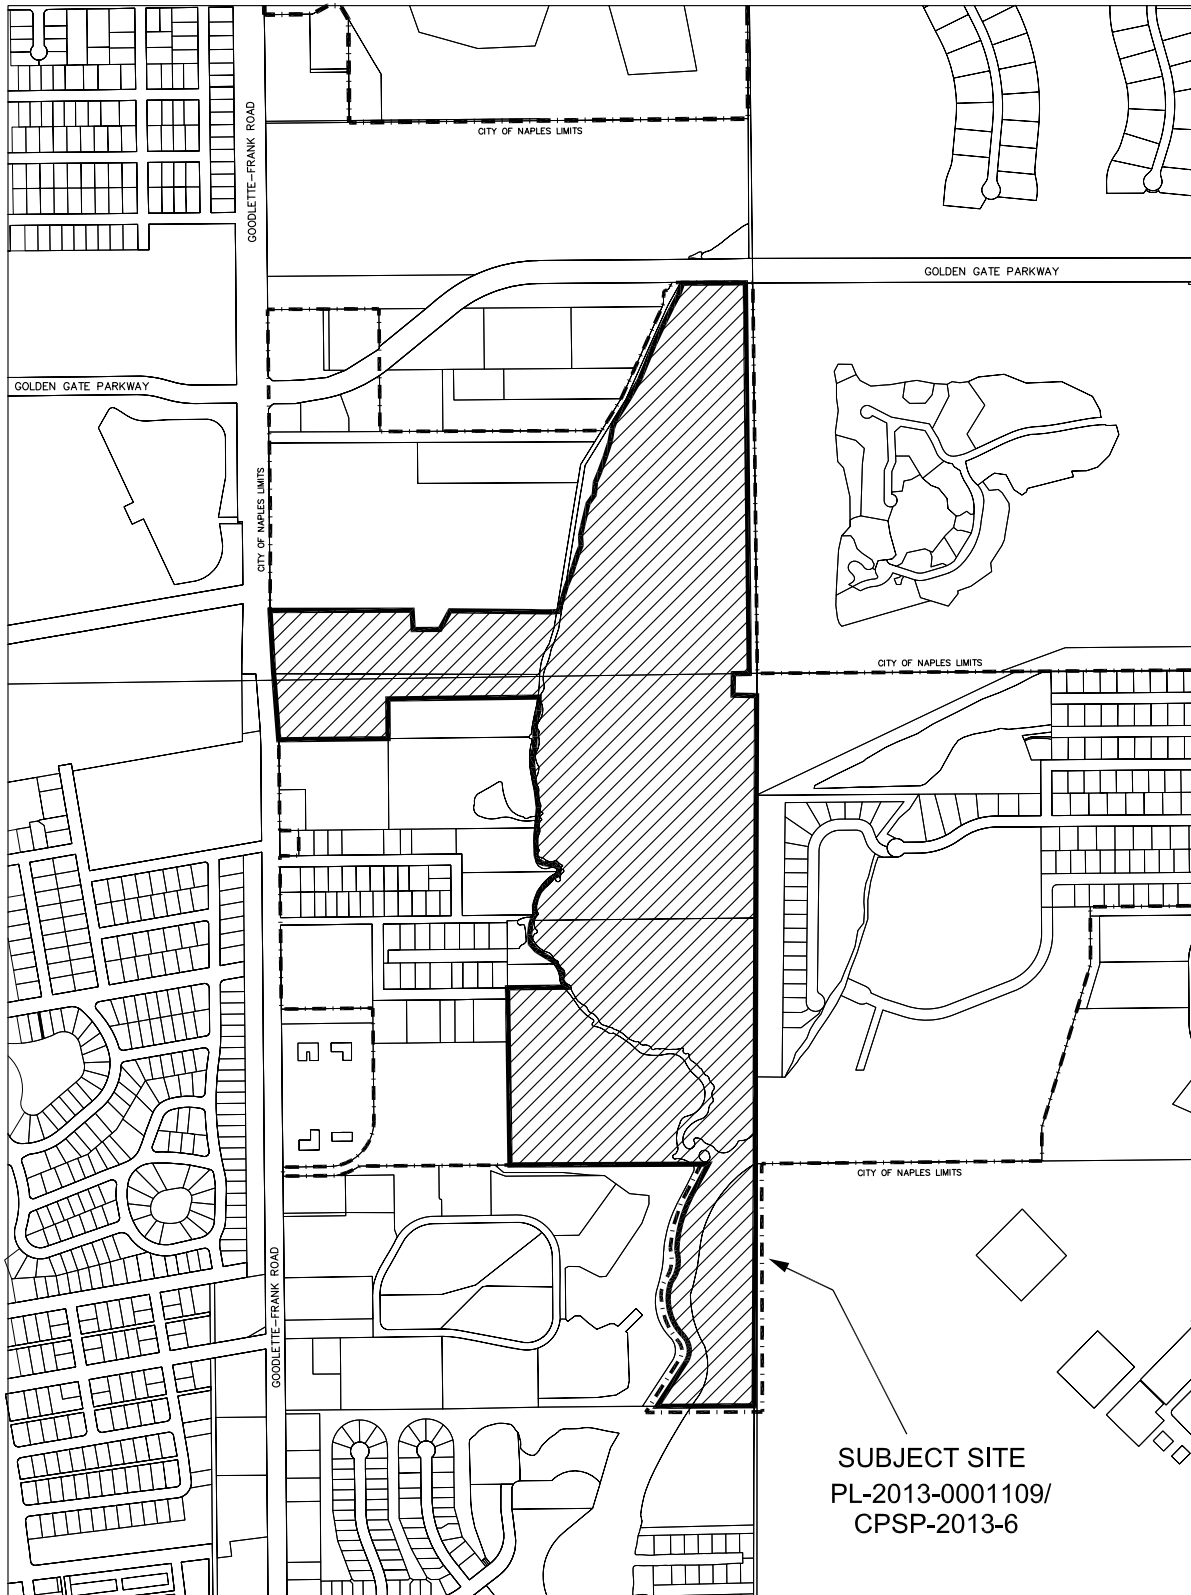 GOODLETTE-FRANK ROAD
CITY OF NAPLES LIMITS
GOLDEN GATE PARKWAY
GOLDEN GATE PARKWAY
CITY OF NAPLES LIMITS
CITY OF NAPLES LIMITS
CITY OF NAPLES LIMITS
GOODLETTE-FRANK ROAD
SUBJECT SITE
PL-2013-0001109/
CPSP-2013-6